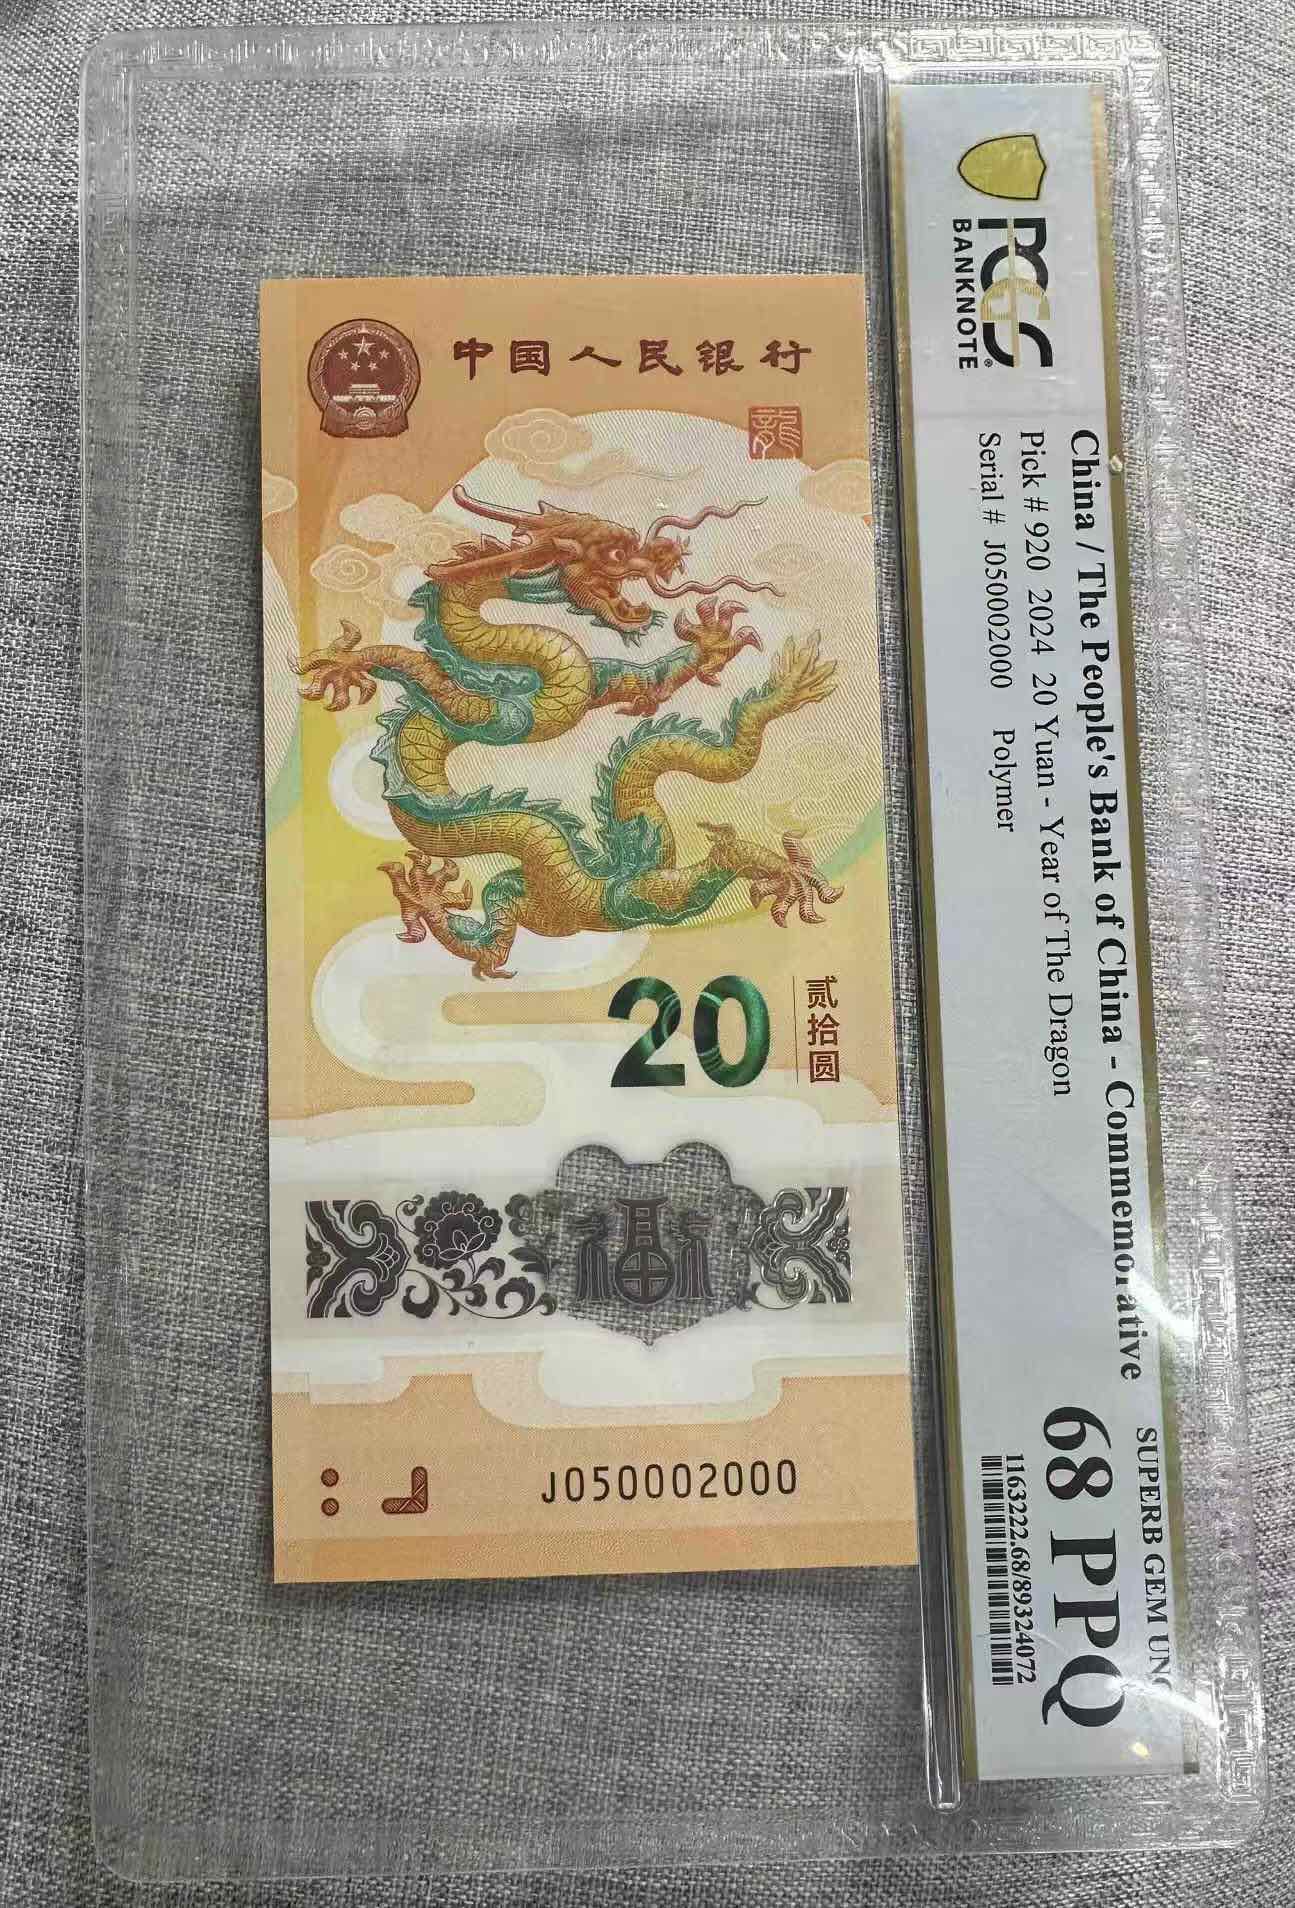 中国人民银行
龍
20
贰拾圆
福
J050002000
PCGS
BANKNOTE
China / The People's Bank of China - Commemorative
Pick # 920 2024 20 Yuan - Year of The Dragon
Serial # J050002000 Polymer
SUPERB GEM UNC
68 PPQ
1163222.68/89324072